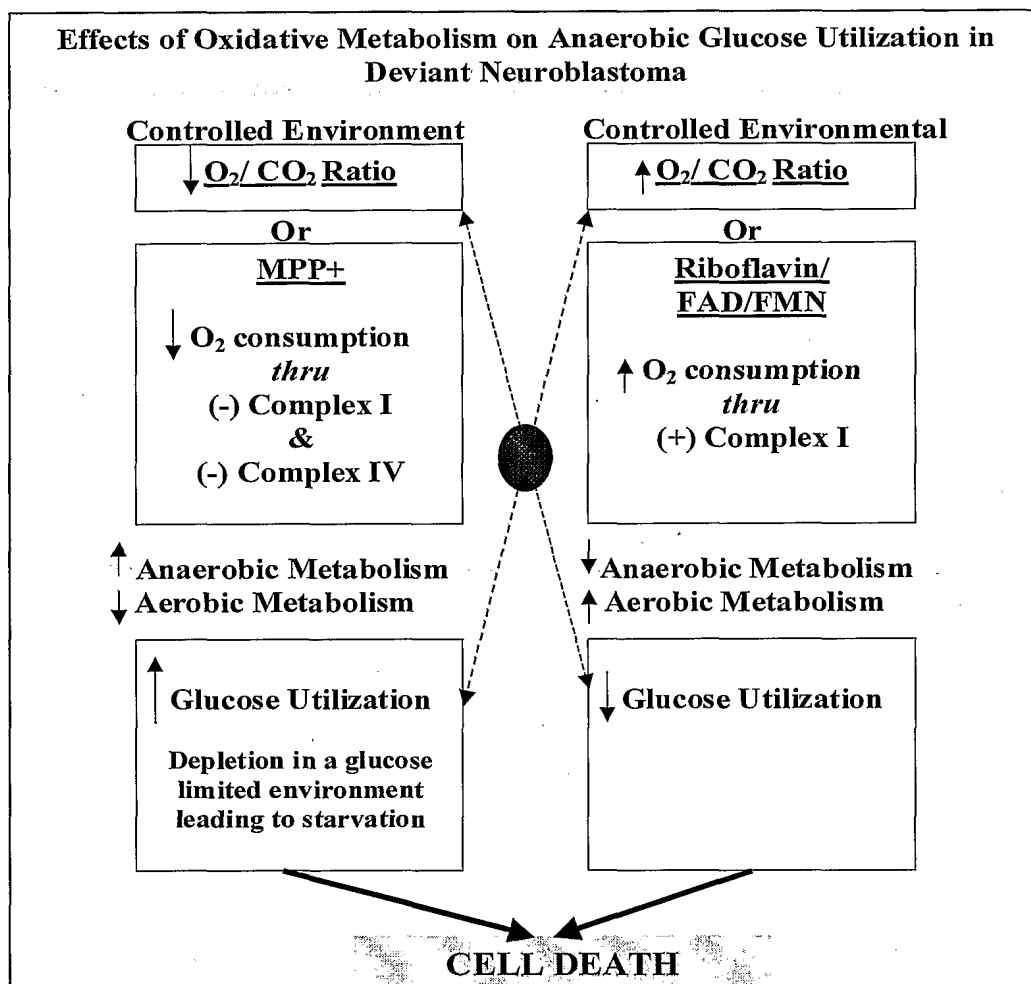 Effects of Oxidative Metabolism on Anaerobic Glucose Utilization in
Deviant Neuroblastoma
Controlled Environment
↓ O₂/ CO₂ Ratio
Or
MPP+
↓ O₂ consumption
thru
(-) Complex I
&
(-) Complex IV
↑ Anaerobic Metabolism
↓ Aerobic Metabolism
↑ Glucose Utilization
Depletion in a glucose
limited environment
leading to starvation
Controlled Environmental
↑ O₂/ CO₂ Ratio
Or
Riboflavin/
FAD/FMN
↑ O₂ consumption
thru
(+) Complex I
↓ Anaerobic Metabolism
↑ Aerobic Metabolism
↓ Glucose Utilization
CELL DEATH